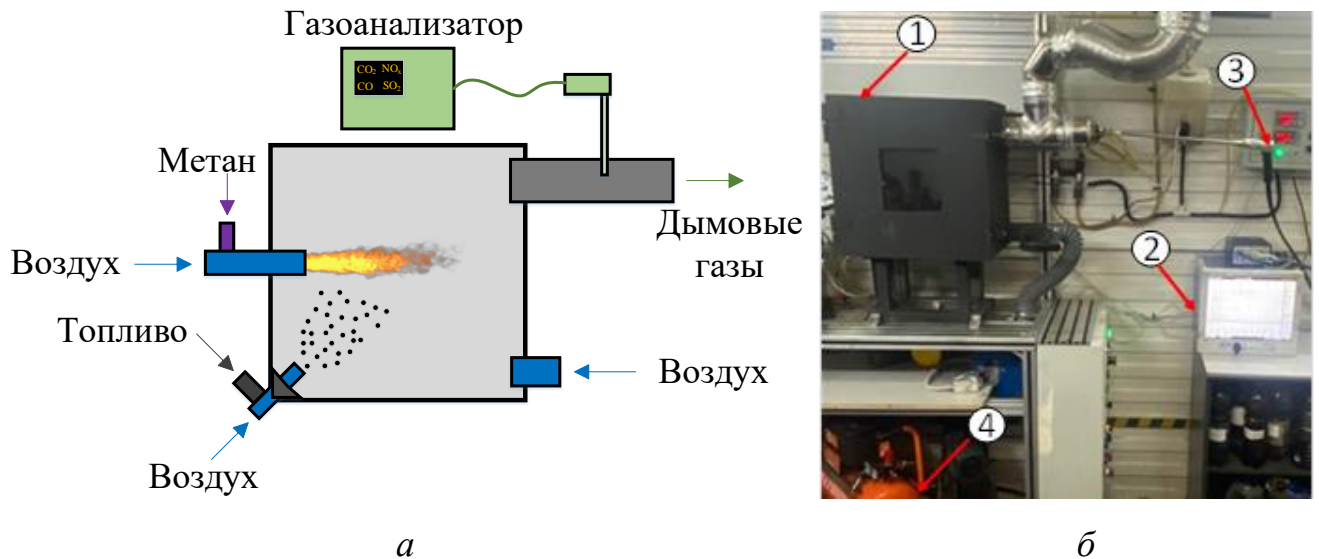 Газоанализатор
CO₂ NOₓ
CO SO₂
Метан
Воздух
Топливо
Воздух
Дымовые
газы
Воздух
1
3
2
4
а
б